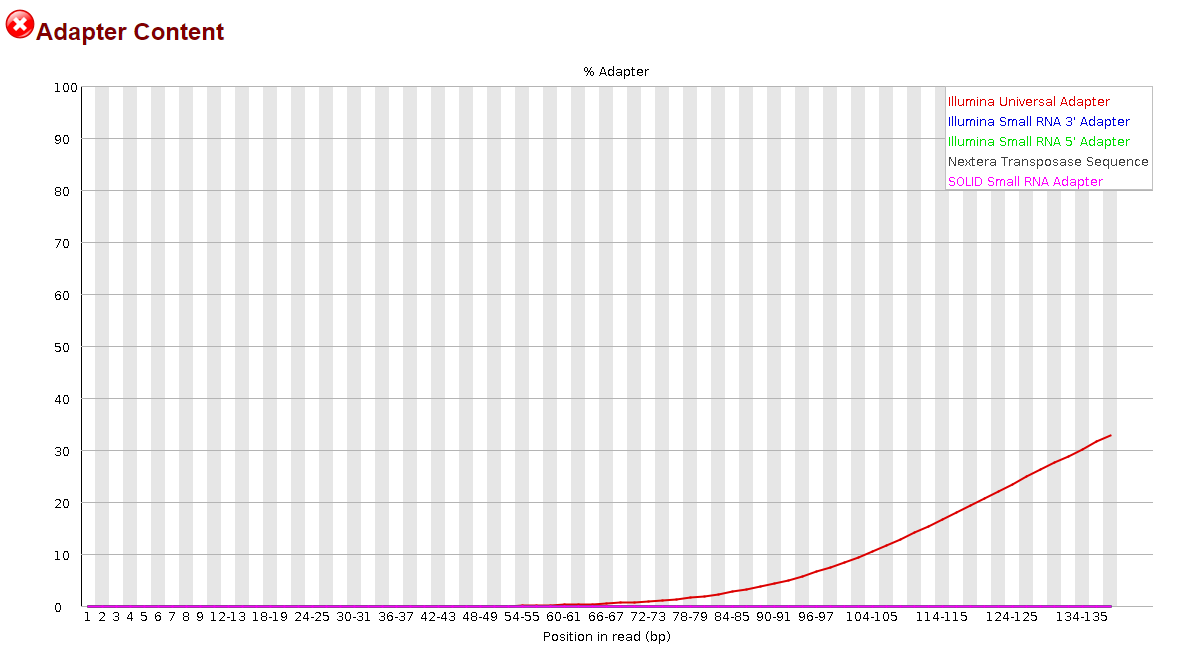 Adapter Content
% Adapter
100
90
80
70
60
50
40
30
20
10
0
Illumina Universal Adapter
Illumina Small RNA 3' Adapter
Illumina Small RNA 5' Adapter
Nextera Transposase Sequence
SOLID Small RNA Adapter
1 2 3 4 5 6 7 8 9 12-13 18-19 24-25 30-31 36-37 42-43 48-49 54-55 60-61 66-67 72-73 78-79 84-85 90-91 96-97 104-105 114-115 124-125 134-135
Position in read (bp)